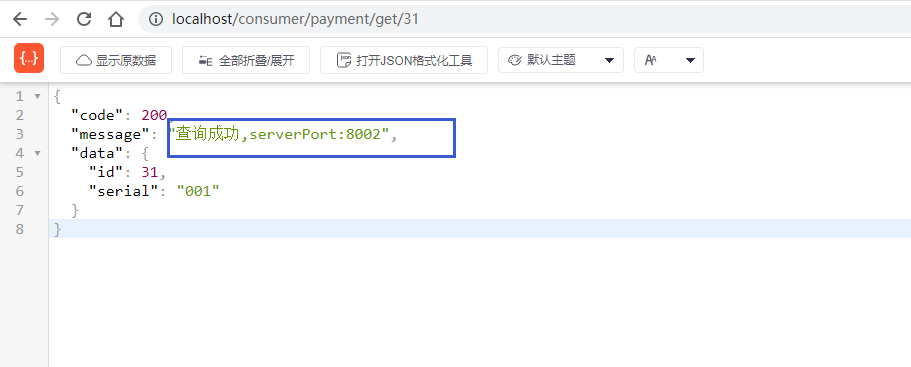 localhost/consumer/payment/get/31
{..} 显示原数据 全部折叠/展开 打开JSON格式化工具 默认主题 AA
1 {
2 "code": 200
3 "message": "查询成功,serverPort:8002",
4 "data": {
5 "id": 31,
6 "serial": "001"
7 }
8 }